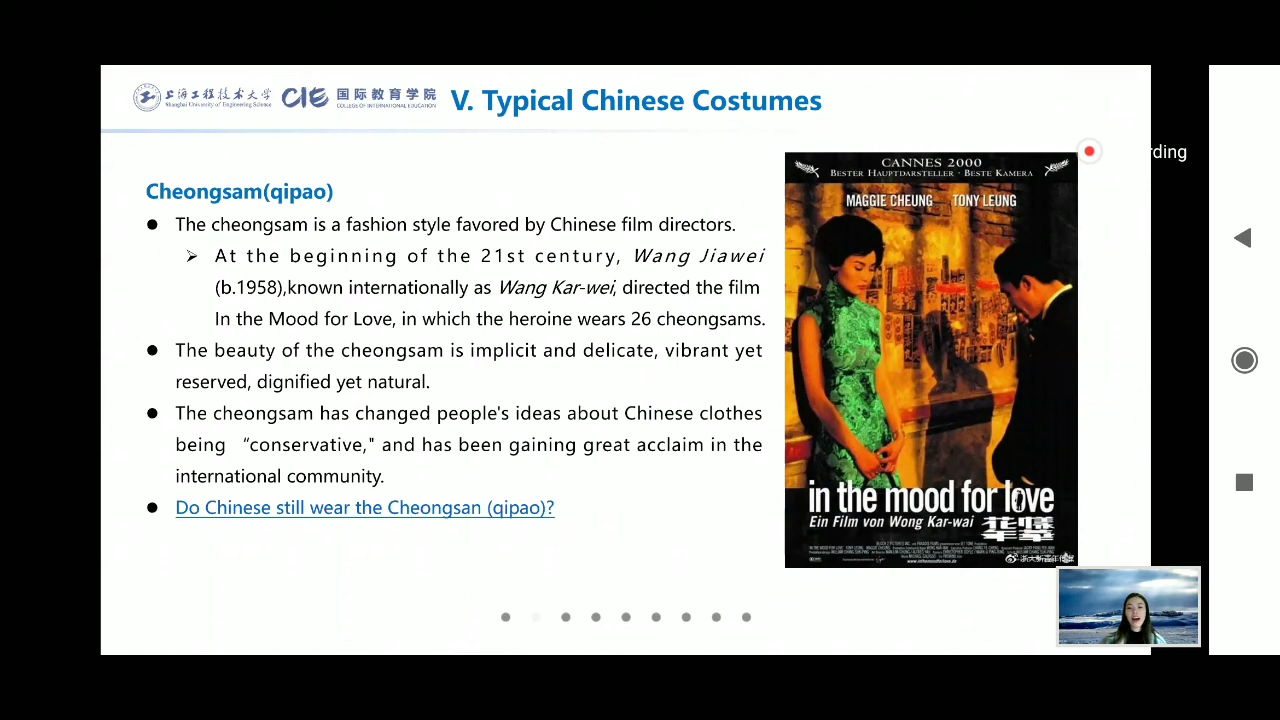 上海工程技术大学
Shanghai University of Engineering Science
CIE
国际教育学院
COLLEGE OF INTERNATIONAL EDUCATION
V. Typical Chinese Costumes
rding
Cheongsam(qipao)
● The cheongsam is a fashion style favored by Chinese film directors.
➢ At the beginning of the 21st century, Wang Jiawei
(b.1958),known internationally as Wang Kar-wei, directed the film
In the Mood for Love, in which the heroine wears 26 cheongsams.
● The beauty of the cheongsam is implicit and delicate, vibrant yet
reserved, dignified yet natural.
● The cheongsam has changed people's ideas about Chinese clothes
being “conservative," and has been gaining great acclaim in the
international community.
● Do Chinese still wear the Cheongsan (qipao)?
CANNES 2000
BESTER HAUPTDARSTELLER · BESTE KAMERA
MAGGIE CHEUNG TONY LEUNG
in the mood for love
Ein Film von Wong Kar-wai
www.inthemoodforlove.de